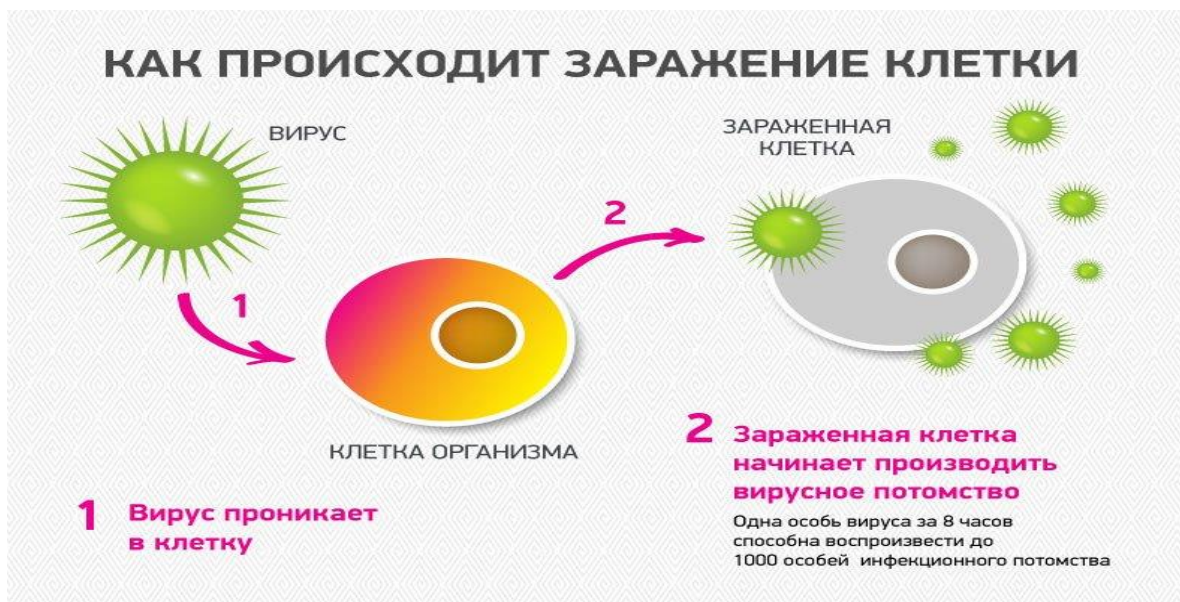 КАК ПРОИСХОДИТ ЗАРАЖЕНИЕ КЛЕТКИ
ВИРУС
1
КЛЕТКА ОРГАНИЗМА
2
ЗАРАЖЕННАЯ
КЛЕТКА
1 Вирус проникает
в клетку
2 Зараженная клетка
начинает производить
вирусное потомство
Одна особь вируса за 8 часов
способна воспроизвести до
1000 особей инфекционного потомства